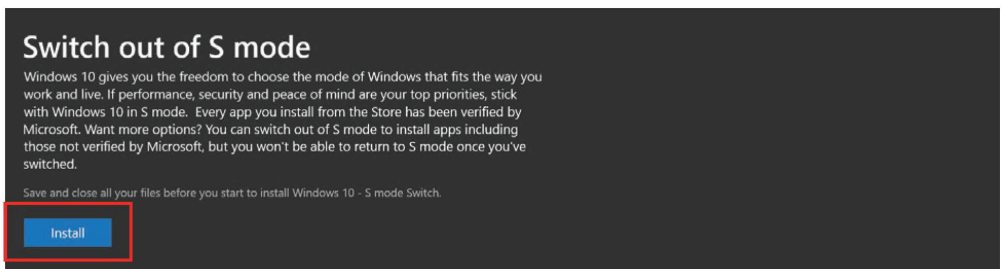 Switch out of S mode
Windows 10 gives you the freedom to choose the mode of Windows that fits the way you
work and live. If performance, security and peace of mind are your top priorities, stick
with Windows 10 in S mode.  Every app you install from the Store has been verified by
Microsoft. Want more options? You can switch out of S mode to install apps including
those not verified by Microsoft, but you won't be able to return to S mode once you've
switched.
Save and close all your files before you start to install Windows 10 - S mode Switch.
Install